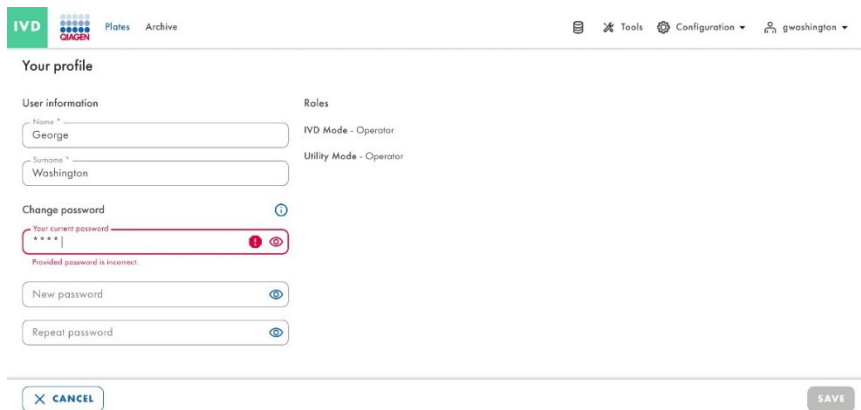 IVD QIAGEN Plates Archive Tools Configuration gwashington
Your profile
User information Roles
Name *
George
IVD Mode - Operator
Surname *
Washington
Utility Mode - Operator
Change password
Your current password
****
Provided password is incorrect.
New password
Repeat password
CANCEL SAVE